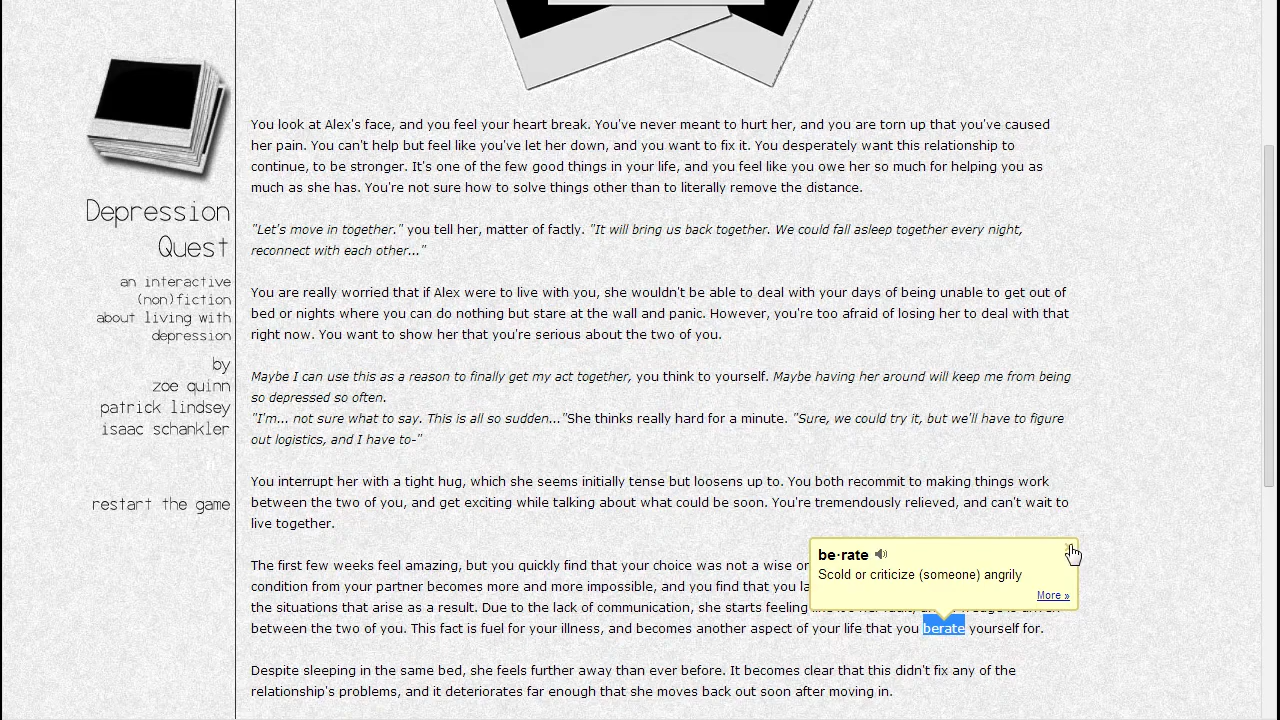 Depression
Quest
an interactive
(non)fiction
about living with
depression
by
zoe quinn
patrick lindsey
isaac schankler
restart the game
You look at Alex's face, and you feel your heart break. You've never meant to hurt her, and you are torn up that you've caused
her pain. You can't help but feel like you've let her down, and you want to fix it. You desperately want this relationship to
continue, to be stronger. It's one of the few good things in your life, and you feel like you owe her so much for helping you as
much as she has. You're not sure how to solve things other than to literally remove the distance.
"Let's move in together." you tell her, matter of factly. "It will bring us back together. We could fall asleep together every night,
reconnect with each other..."
You are really worried that if Alex were to live with you, she wouldn't be able to deal with your days of being unable to get out of
bed or nights where you can do nothing but stare at the wall and panic. However, you're too afraid of losing her to deal with that
right now. You want to show her that you're serious about the two of you.
Maybe I can use this as a reason to finally get my act together, you think to yourself. Maybe having her around will keep me from being
so depressed so often.
"I'm... not sure what to say. This is all so sudden..."She thinks really hard for a minute. "Sure, we could try it, but we'll have to figure
out logistics, and I have to-"
You interrupt her with a tight hug, which she seems initially tense but loosens up to. You both recommit to making things work
between the two of you, and get exciting while talking about what could be soon. You're tremendously relieved, and can't wait to
live together.
The first few weeks feel amazing, but you quickly find that your choice was not a wise
condition from your partner becomes more and more impossible, and you find that you
the situations that arise as a result. Due to the lack of communication, she starts feeling
between the two of you. This fact is fuel for your illness, and becomes another aspect of your life that you berate yourself for.
be·rate
Scold or criticize (someone) angrily
More »
Despite sleeping in the same bed, she feels further away than ever before. It becomes clear that this didn't fix any of the
relationship's problems, and it deteriorates far enough that she moves back out soon after moving in.